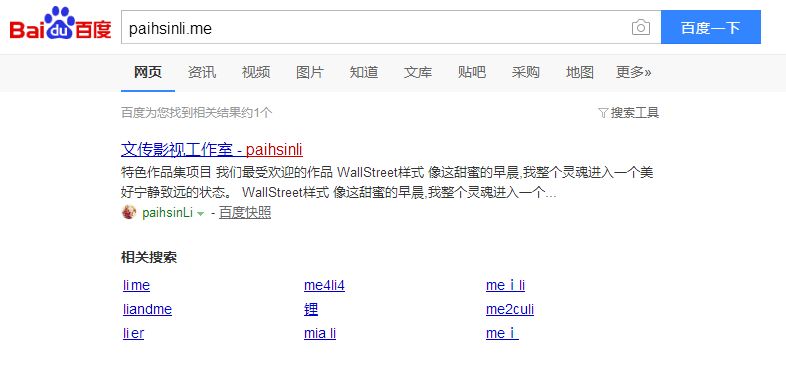 Bai du 百度
paihsinli.me
百度一下
网页 资讯 视频 图片 知道 文库 贴吧 采购 地图 更多»
百度为您找到相关结果约1个 搜索工具
文传影视工作室 - paihsinli
特色作品集项目 我们最受欢迎的作品 WallStreet样式 像这甜蜜的早晨,我整个灵魂进入一个美
好宁静致远的状态。 WallStreet样式 像这甜蜜的早晨,我整个灵魂进入一个...
paihsinLi - 百度快照
相关搜索
lime me4li4 me i li
liandme 锂 me2culi
lier mia li me i